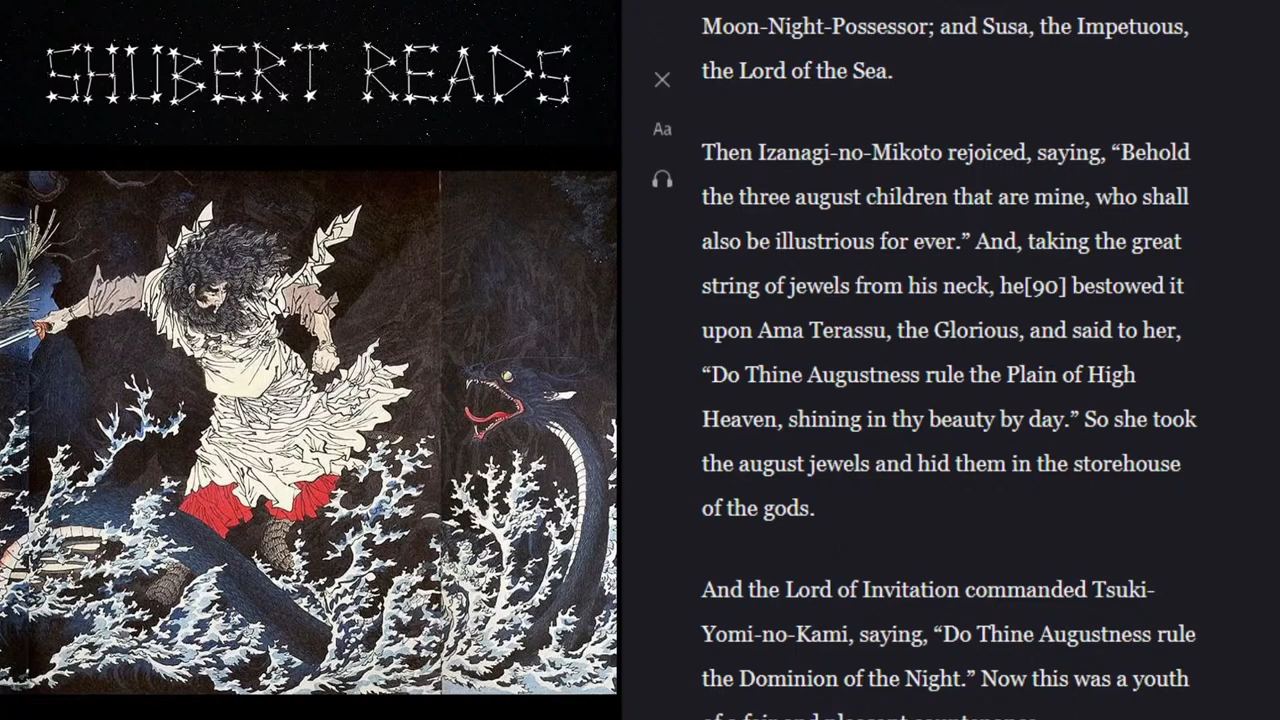 SHUBERT READS
Moon-Night-Possessor; and Susa, the Impetuous,
the Lord of the Sea.
Aa
Then Izanagi-no-Mikoto rejoiced, saying, “Behold
the three august children that are mine, who shall
also be illustrious for ever.” And, taking the great
string of jewels from his neck, he[90] bestowed it
upon Ama Terassu, the Glorious, and said to her,
“Do Thine Augustness rule the Plain of High
Heaven, shining in thy beauty by day.” So she took
the august jewels and hid them in the storehouse
of the gods.
And the Lord of Invitation commanded Tsuki-
Yomi-no-Kami, saying, “Do Thine Augustness rule
the Dominion of the Night.” Now this was a youth